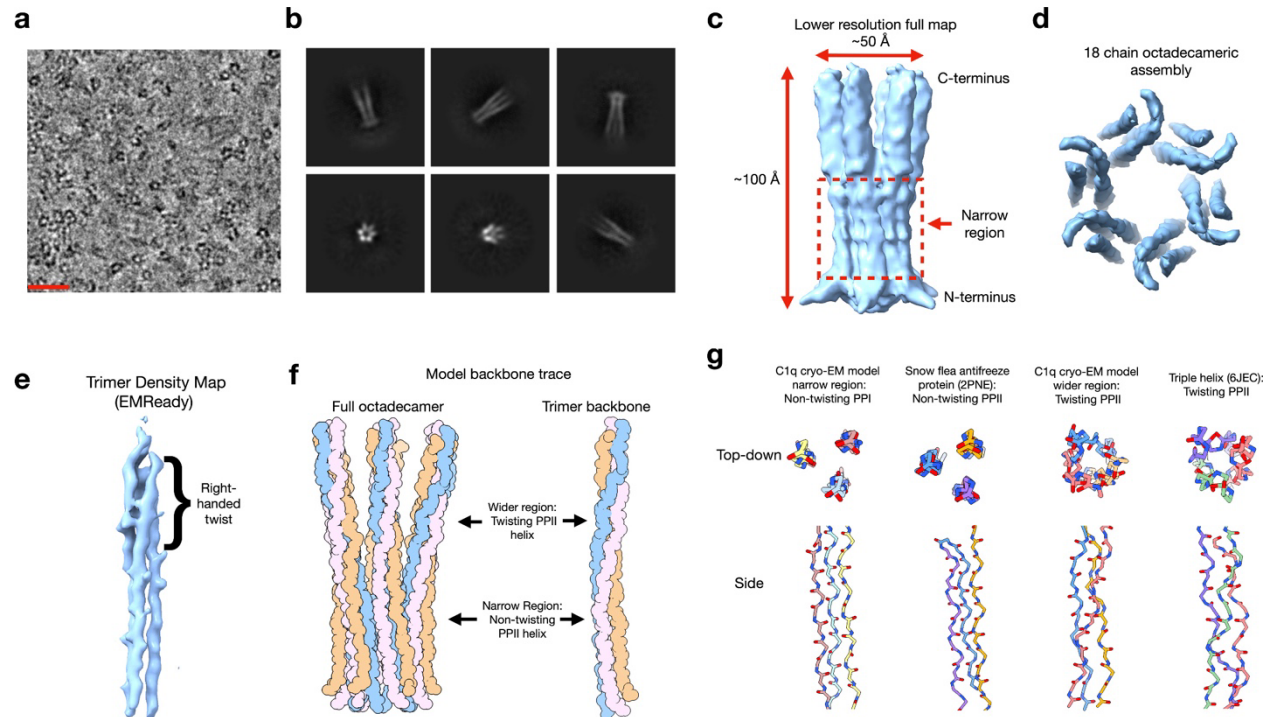 a
b
c
Lower resolution full map
~50 Å
C-terminus
~100 Å
Narrow
region
N-terminus
d
18 chain octadecameric
assembly
e
Trimer Density Map
(EMReady)
Right-
handed
twist
f
Model backbone trace
Full octadecamer
Trimer backbone
Wider region:
Twisting PPII
helix
Narrow Region:
Non-twisting
PPII helix
g
C1q cryo-EM model
narrow region:
Non-twisting PPI
Snow flea antifreeze
protein (2PNE):
Non-twisting PPII
C1q cryo-EM model
wider region:
Twisting PPII
Triple helix (6JEC):
Twisting PPII
Top-down
Side